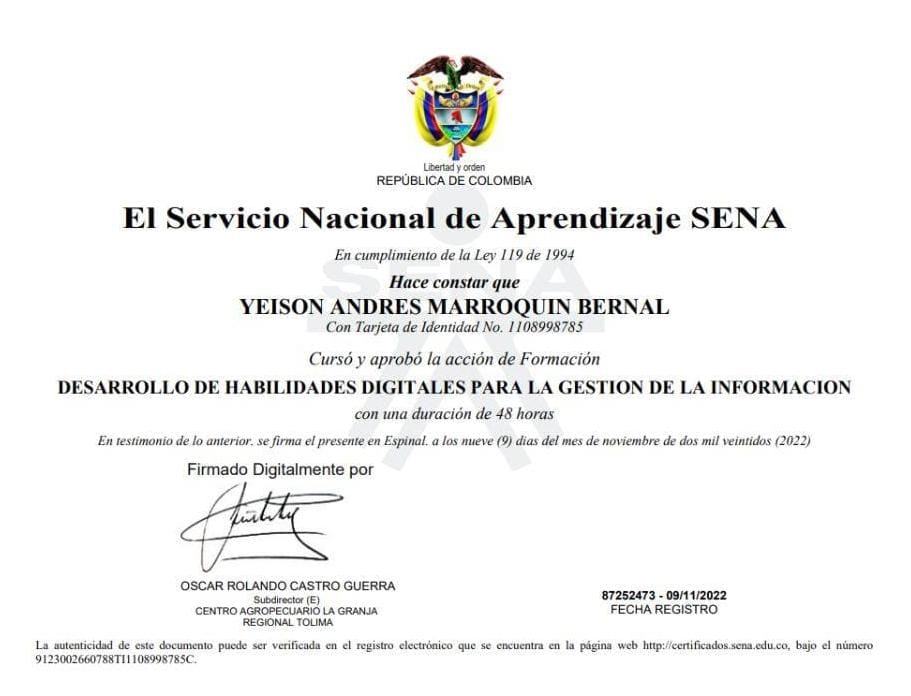 Libertad y orden
REPÚBLICA DE COLOMBIA
El Servicio Nacional de Aprendizaje SENA
En cumplimiento de la Ley 119 de 1994
SENA
Hace constar que
YEISON ANDRES MARROQUIN BERNAL
Con Tarjeta de Identidad No. 1108998785
Cursó y aprobó la acción de Formación
DESARROLLO DE HABILIDADES DIGITALES PARA LA GESTION DE LA INFORMACION
con una duración de 48 horas
En testimonio de lo anterior. se firma el presente en Espinal. a los nueve (9) dias del mes de noviembre de dos mil veintidos (2022)
Firmado Digitalmente por
OSCAR ROLANDO CASTRO GUERRA
Subdirector (E)
CENTRO AGROPECUARIO LA GRANJA
REGIONAL TOLIMA
87252473 - 09/11/2022
FECHA REGISTRO
La autenticidad de este documento puede ser verificada en el registro electrónico que se encuentra en la página web http://certificados.sena.edu.co, bajo el número
9123002660788TI1108998785C.